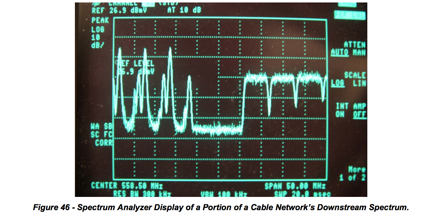 REF 26.9 dBmV AT 10 dB
PEAK
LOG
10
dB/
REF LEVEL
26.9 dBmV
ATTEN
AUTO MAN
SCALE
LOG LIN
INT AMP
ON OFF
WA SB
SC FC
CORR
More
1 of 2
CENTER 558.50 MHz SPAN 50.00 MHz
RES BW 300 kHz VBW 100 kHz SWP 20.0 msec
Figure 46 - Spectrum Analyzer Display of a Portion of a Cable Network's Downstream Spectrum.